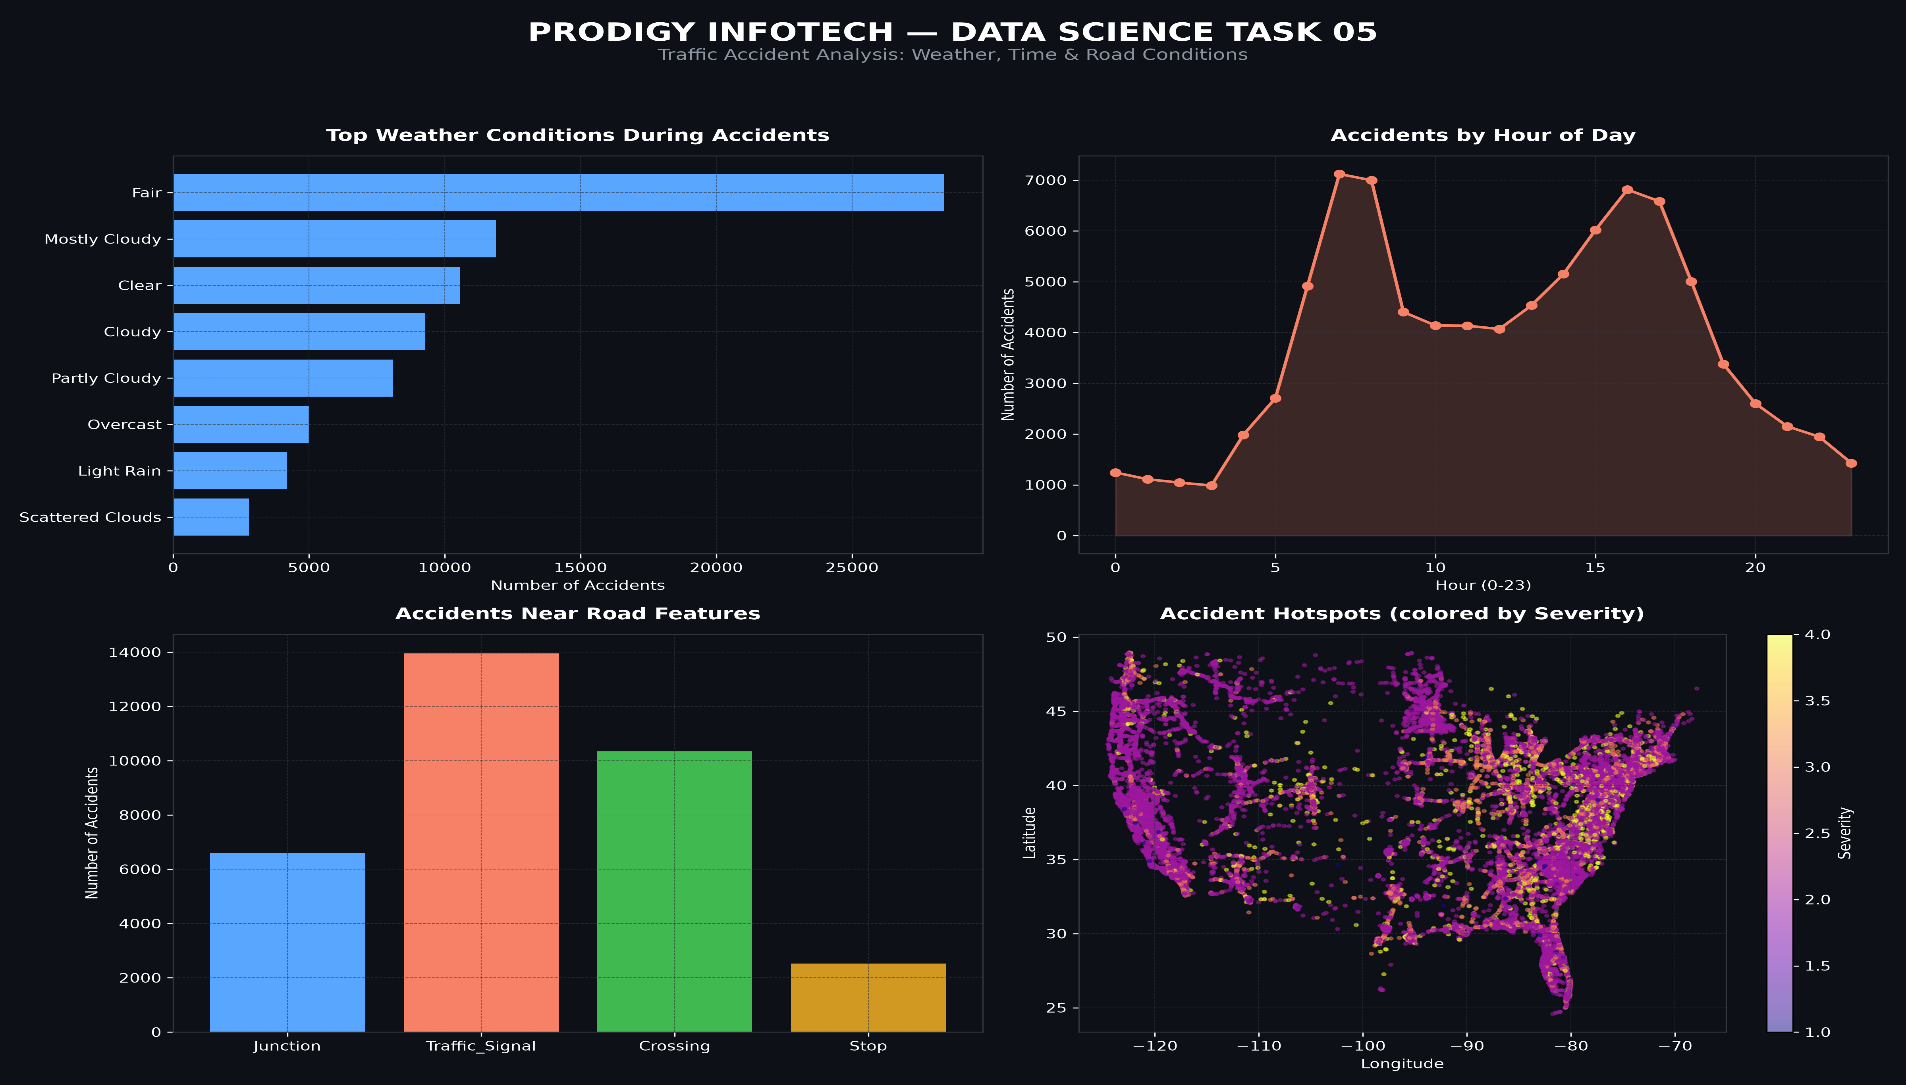 PRODIGY INFOTECH — DATA SCIENCE TASK 05
Traffic Accident Analysis: Weather, Time & Road Conditions
Top Weather Conditions During Accidents
Fair
Mostly Cloudy
Clear
Cloudy
Partly Cloudy
Overcast
Light Rain
Scattered Clouds
0 5000 10000 15000 20000 25000
Number of Accidents
Accidents by Hour of Day
Number of Accidents
7000
6000
5000
4000
3000
2000
1000
0
0 5 10 15 20
Hour (0-23)
Accidents Near Road Features
Number of Accidents
14000
12000
10000
8000
6000
4000
2000
0
Junction Traffic_Signal Crossing Stop
Accident Hotspots (colored by Severity)
Latitude
50
45
40
35
30
25
−120 −110 −100 −90 −80 −70
Longitude
4.0
3.5
3.0
2.5
2.0
1.5
1.0
Severity